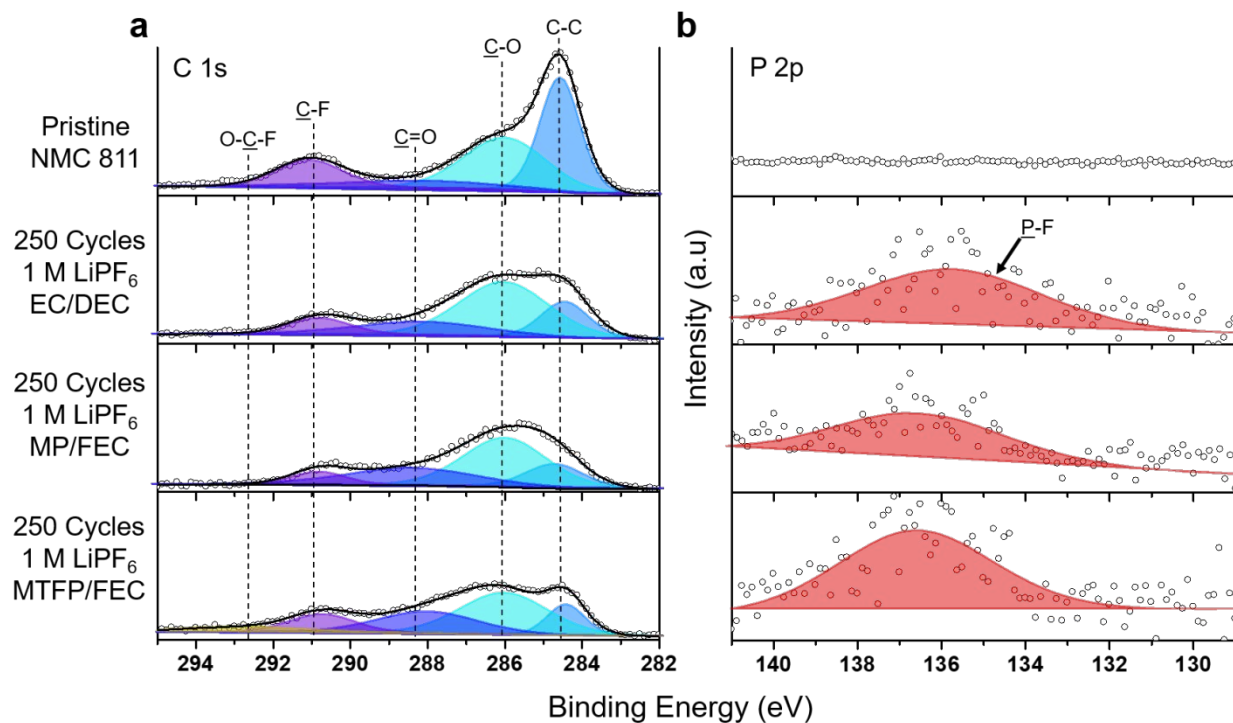 a
b
C 1s
O-C-F
C-F
C=O
C-O
C-C
P 2p
Pristine
NMC 811
250 Cycles
1 M LiPF₆
EC/DEC
P-F
250 Cycles
1 M LiPF₆
MP/FEC
250 Cycles
1 M LiPF₆
MTFP/FEC
Intensity (a.u)
294 292 290 288 286 284 282
140 138 136 134 132 130
Binding Energy (eV)